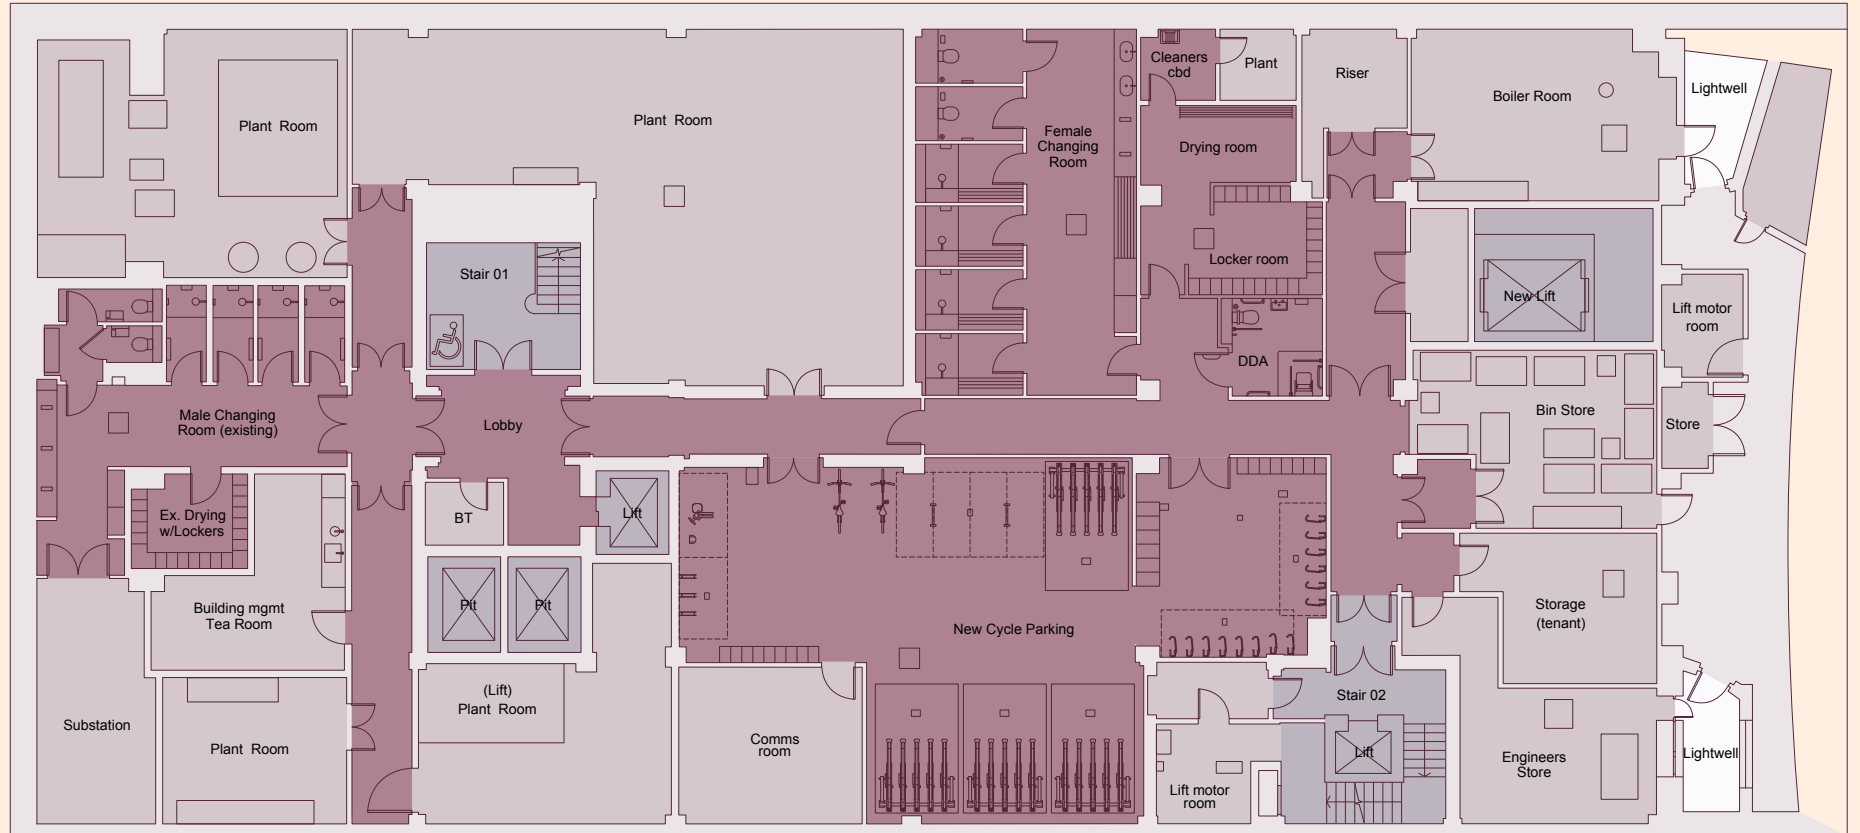 Plant  Room
Plant  Room
Female
Changing
Room
Cleaners
cbd
Plant
Riser
Boiler Room
Lightwell
Drying room
Locker room
Stair 01
New Lift
Lift motor
room
DDA
Male Changing
Room (existing)
Lobby
Bin Store
Store
Ex. Drying
w/Lockers
BT
Lift
Building mgmt
Tea Room
Pit
Pit
New Cycle Parking
Storage
(tenant)
Substation
Plant  Room
(Lift)
Plant  Room
Comms
room
Stair 02
Lift
Lift motor
room
Engineers
Store
Lightwell